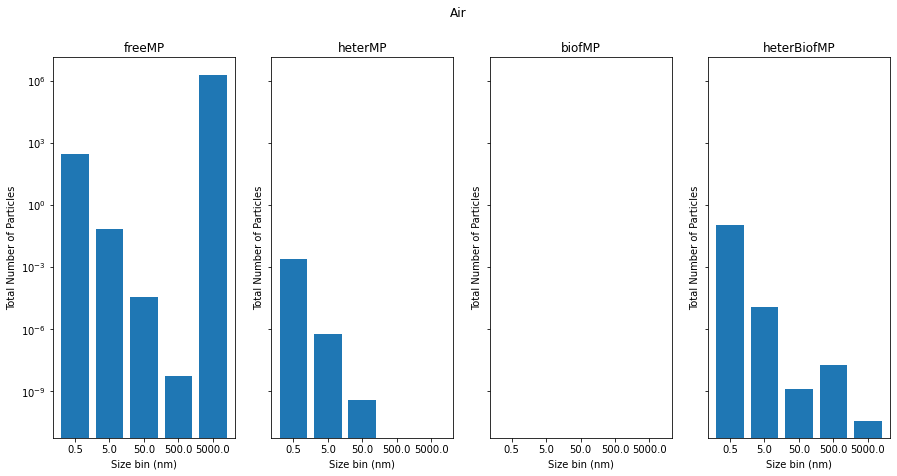 Air
freeMP
heterMP
biofMP
heterBiofMP
Total Number of Particles
10^6
10^3
10^0
10^-3
10^-6
10^-9
0.5 5.0 50.0 500.0 5000.0
Size bin (nm)
Total Number of Particles
0.5 5.0 50.0 500.0 5000.0
Size bin (nm)
Total Number of Particles
0.5 5.0 50.0 500.0 5000.0
Size bin (nm)
Total Number of Particles
0.5 5.0 50.0 500.0 5000.0
Size bin (nm)